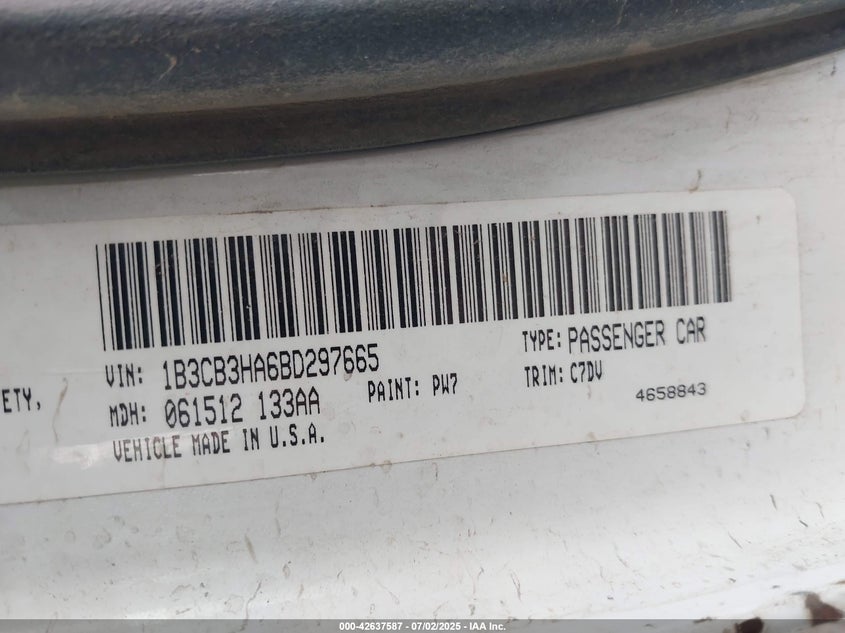 VIN: 1B3CB3HA6BD297665
TYPE: PASSENGER CAR
ETY,
MDH: 061512 133AA
PAINT: PW7
TRIM: C7DV
VEHICLE MADE IN U.S.A.
4658843
000-42637587 - 07/02/2025 - IAA Inc.